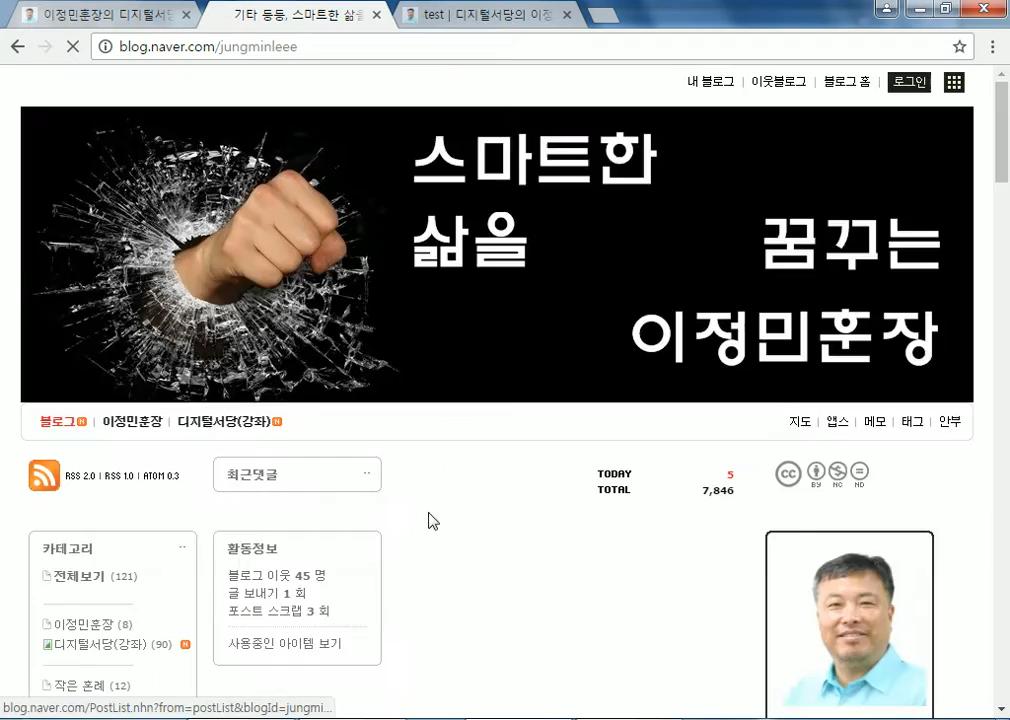 이정민훈장의 디지털서당
기타 등등, 스마트한 삶을
test | 디지털서당의 이정
blog.naver.com/jungminleee
내 블로그 | 이웃블로그 | 블로그 홈 | 로그인
스마트한
삶을 꿈꾸는
이정민훈장
블로그 N | 이정민훈장 | 디지털서당(강좌) N
지도 | 앱스 | 메모 | 태그 | 안부
RSS 2.0 | RSS 1.0 | ATOM 0.3
최근댓글
TODAY 5
TOTAL 7,846
cc BY NC ND
카테고리
전체보기 (121)
이정민훈장 (8)
디지털서당(강좌) (90) N
작은 혼례 (12)
활동정보
블로그 이웃 45 명
글 보내기 1 회
포스트 스크랩 3 회
사용중인 아이템 보기
blog.naver.com/PostList.nhn?from=postList&blogId=jungmi...